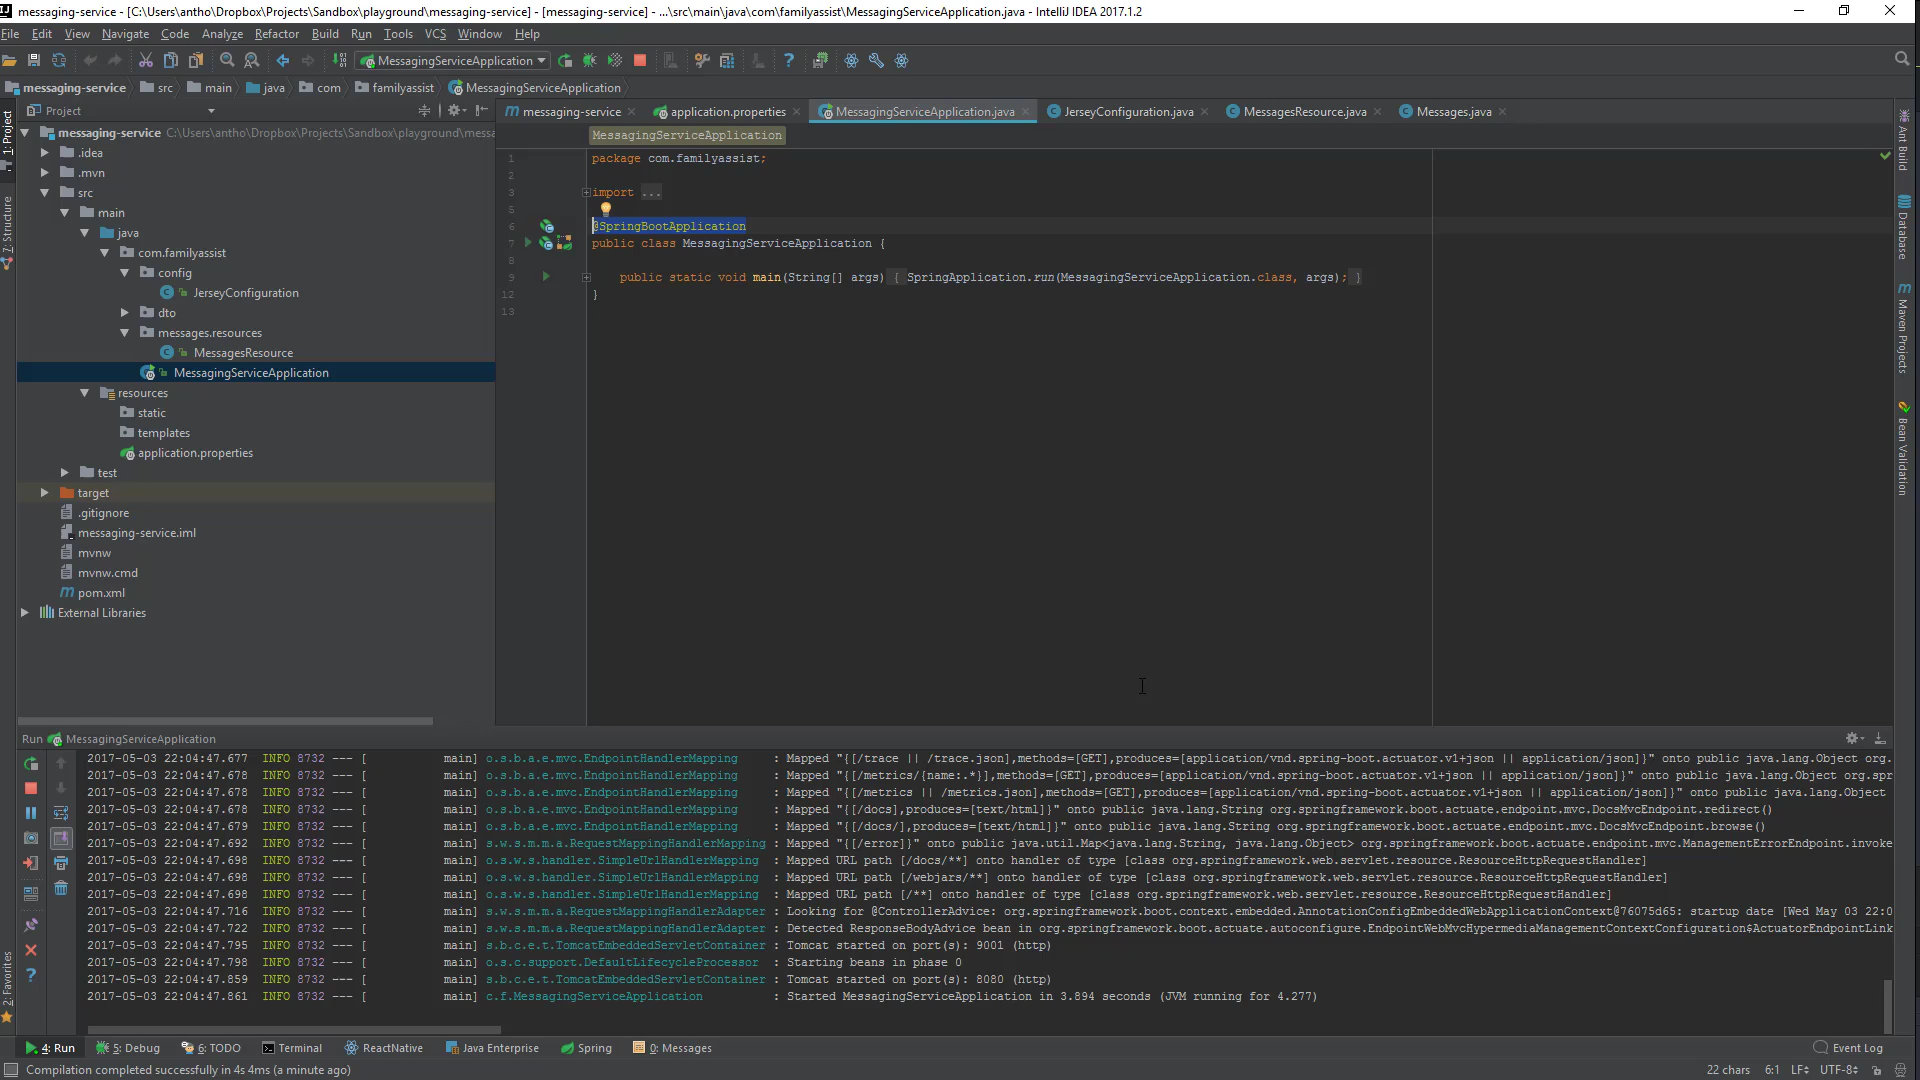 messaging-service - [C:\Users\antho\Dropbox\Projects\Sandbox\playground\messaging-service] - [messaging-service] - ...\src\main\java\com\familyassist\MessagingServiceApplication.java - IntelliJ IDEA 2017.1.2
File Edit View Navigate Code Analyze Refactor Build Run Tools VCS Window Help
MessagingServiceApplication
messaging-service src main java com familyassist MessagingServiceApplication
Project
messaging-service application.properties MessagingServiceApplication.java JerseyConfiguration.java MessagesResource.java Messages.java
1: Project
7: Structure
2: Favorites
messaging-service C:\Users\antho\Dropbox\Projects\Sandbox\playground\messa
.idea
.mvn
src
main
java
com.familyassist
config
JerseyConfiguration
dto
messages.resources
MessagesResource
MessagingServiceApplication
resources
static
templates
application.properties
test
target
.gitignore
messaging-service.iml
mvnw
mvnw.cmd
pom.xml
External Libraries
MessagingServiceApplication
1 package com.familyassist;
2
3 import ...
5
6 @SpringBootApplication
7 public class MessagingServiceApplication {
8
9 public static void main(String[] args) { SpringApplication.run(MessagingServiceApplication.class, args); }
12 }
13
Ant Build
Database
Maven Projects
Bean Validation
Run MessagingServiceApplication
2017-05-03 22:04:47.677 INFO 8732 --- [ main] o.s.b.a.e.mvc.EndpointHandlerMapping : Mapped "{[/trace || /trace.json],methods=[GET],produces=[application/vnd.spring-boot.actuator.v1+json || application/json]}" onto public java.lang.Object org.
2017-05-03 22:04:47.678 INFO 8732 --- [ main] o.s.b.a.e.mvc.EndpointHandlerMapping : Mapped "{[/metrics/{name:.*}],methods=[GET],produces=[application/vnd.spring-boot.actuator.v1+json || application/json]}" onto public java.lang.Object org.spr
2017-05-03 22:04:47.678 INFO 8732 --- [ main] o.s.b.a.e.mvc.EndpointHandlerMapping : Mapped "{[/metrics || /metrics.json],methods=[GET],produces=[application/vnd.spring-boot.actuator.v1+json || application/json]}" onto public java.lang.Object
2017-05-03 22:04:47.678 INFO 8732 --- [ main] o.s.b.a.e.mvc.EndpointHandlerMapping : Mapped "{[/docs],produces=[text/html]}" onto public java.lang.String org.springframework.boot.actuate.endpoint.mvc.DocsMvcEndpoint.redirect()
2017-05-03 22:04:47.679 INFO 8732 --- [ main] o.s.b.a.e.mvc.EndpointHandlerMapping : Mapped "{[/docs/],produces=[text/html]}" onto public java.lang.String org.springframework.boot.actuate.endpoint.mvc.DocsMvcEndpoint.browse()
2017-05-03 22:04:47.692 INFO 8732 --- [ main] s.w.s.m.m.a.RequestMappingHandlerMapping : Mapped "{[/error]}" onto public java.util.Map<java.lang.String, java.lang.Object> org.springframework.boot.actuate.endpoint.mvc.ManagementErrorEndpoint.invoke
2017-05-03 22:04:47.698 INFO 8732 --- [ main] o.s.w.s.handler.SimpleUrlHandlerMapping : Mapped URL path [/docs/**] onto handler of type [class org.springframework.web.servlet.resource.ResourceHttpRequestHandler]
2017-05-03 22:04:47.698 INFO 8732 --- [ main] o.s.w.s.handler.SimpleUrlHandlerMapping : Mapped URL path [/webjars/**] onto handler of type [class org.springframework.web.servlet.resource.ResourceHttpRequestHandler]
2017-05-03 22:04:47.698 INFO 8732 --- [ main] o.s.w.s.handler.SimpleUrlHandlerMapping : Mapped URL path [/**] onto handler of type [class org.springframework.web.servlet.resource.ResourceHttpRequestHandler]
2017-05-03 22:04:47.716 INFO 8732 --- [ main] s.w.s.m.m.a.RequestMappingHandlerAdapter : Looking for @ControllerAdvice: org.springframework.boot.context.embedded.AnnotationConfigEmbeddedWebApplicationContext@76075d65: startup date [Wed May 03 22:0
2017-05-03 22:04:47.722 INFO 8732 --- [ main] s.w.s.m.m.a.RequestMappingHandlerAdapter : Detected ResponseBodyAdvice bean in org.springframework.boot.actuate.autoconfigure.EndpointWebMvcHypermediaManagementContextConfiguration$ActuatorEndpointLink
2017-05-03 22:04:47.795 INFO 8732 --- [ main] s.b.c.e.t.TomcatEmbeddedServletContainer : Tomcat started on port(s): 9001 (http)
2017-05-03 22:04:47.798 INFO 8732 --- [ main] o.s.c.support.DefaultLifecycleProcessor : Starting beans in phase 0
2017-05-03 22:04:47.859 INFO 8732 --- [ main] s.b.c.e.t.TomcatEmbeddedServletContainer : Tomcat started on port(s): 8080 (http)
2017-05-03 22:04:47.861 INFO 8732 --- [ main] c.f.MessagingServiceApplication : Started MessagingServiceApplication in 3.894 seconds (JVM running for 4.277)
4: Run 5: Debug 6: TODO Terminal ReactNative Java Enterprise Spring 0: Messages Event Log
Compilation completed successfully in 4s 4ms (a minute ago) 22 chars 6:1 LF UTF-8